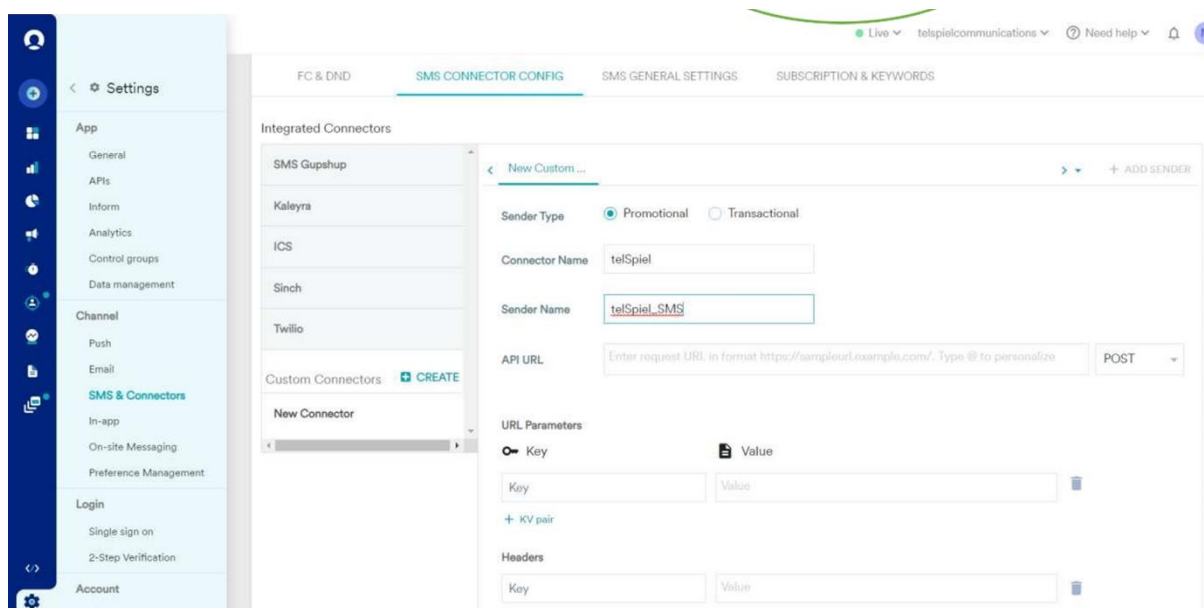 Live telspielcommunications Need help
Settings
App
General
APIs
Inform
Analytics
Control groups
Data management
Channel
Push
Email
SMS & Connectors
In-app
On-site Messaging
Preference Management
Login
Single sign on
2-Step Verification
Account
FC & DND SMS CONNECTOR CONFIG SMS GENERAL SETTINGS SUBSCRIPTION & KEYWORDS
Integrated Connectors
SMS Gupshup
Kaleyra
ICS
Sinch
Twilio
Custom Connectors CREATE
New Connector
New Custom ... + ADD SENDER
Sender Type Promotional Transactional
Connector Name telSpiel
Sender Name telSpiel_SMS
API URL Enter request URL in format https://sampleurl.example.com/. Type @ to personalize POST
URL Parameters
Key Value
Key Value
+ KV pair
Headers
Key Value